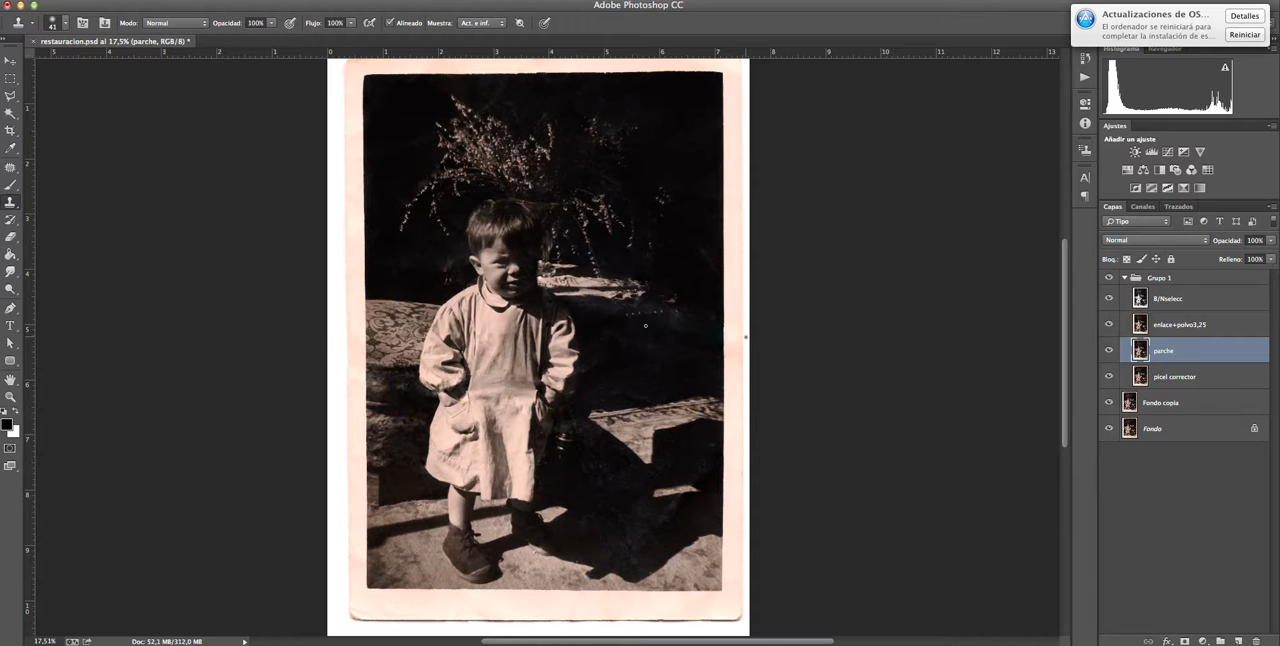 Adobe Photoshop CC
41
Modo:
Normal
Opacidad:
100%
Flujo:
100%
Alineado
Muestra:
Act. e inf.
Actualizaciones de OS...
El ordenador se reiniciará para
completar la instalación de es...
Detalles
Reiniciar
restauracion.psd al 17,5% (parche, RGB/8) *
Histograma
Navegador
Ajustes
Añadir un ajuste
Capas
Canales
Trazados
Tipo
Normal
Opacidad:
100%
Bloq.:
Relleno:
100%
Grupo 1
B/Nselecc
enlace+polvo3,25
parche
picel corrector
Fondo copia
Fondo
17,51%
Doc: 52,1 MB/312,0 MB